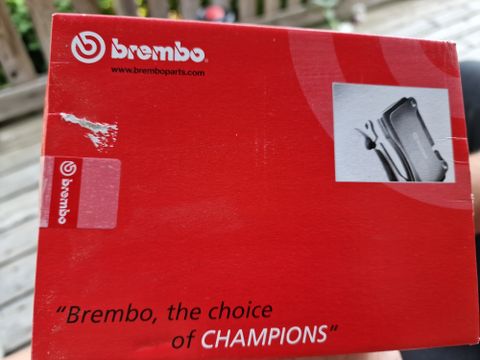 brembo
www.bremboparts.com
brembo
"Brembo, the choice
of CHAMPIONS"